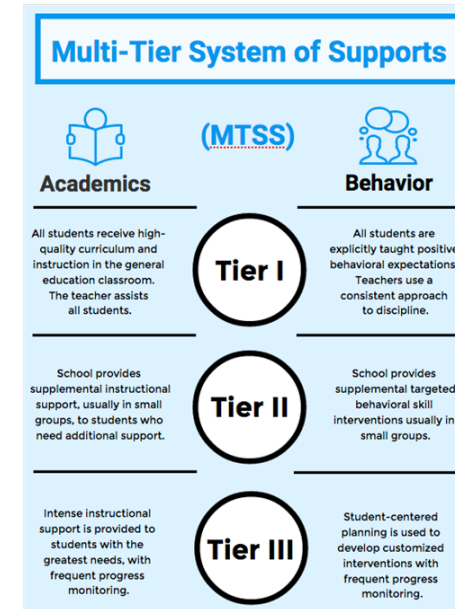 Multi-Tier System of Supports
(MTSS)
Academics
Behavior
All students receive high-
quality curriculum and
instruction in the general
education classroom.
The teacher assists
all students.
Tier I
All students are
explicitly taught positive
behavioral expectations
Teachers use a
consistent approach
to discipline.
School provides
supplemental instructional
support, usually in small
groups, to students who
need additional support.
Tier II
School provides
supplemental targeted
behavioral skill
interventions usually in
small groups.
Intense instructional
support is provided to
students with the
greatest needs, with
frequent progress
monitoring.
Tier III
Student-centered
planning is used to
develop customized
interventions with
frequent progress
monitoring.